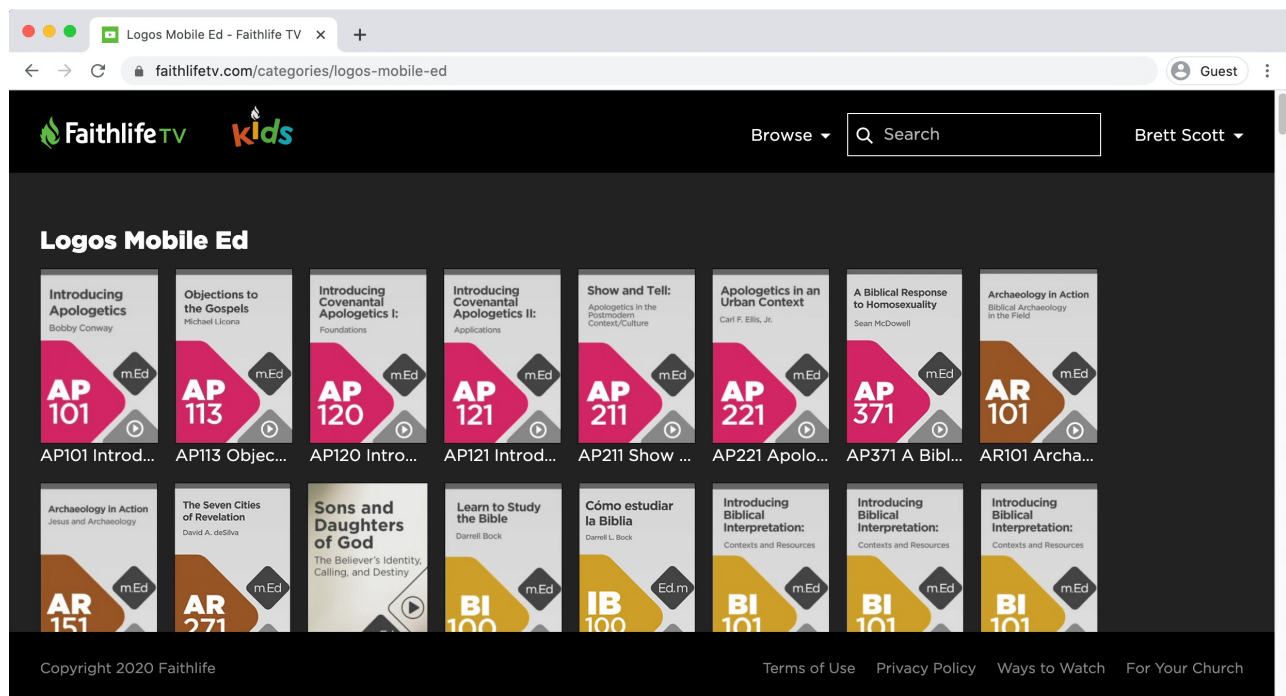 Logos Mobile Ed - Faithlife TV
faithlifetv.com/categories/logos-mobile-ed
Guest
Faithlife TV
kids
Browse
Search
Brett Scott
Logos Mobile Ed
Introducing
Apologetics
Bobby Conway
m.Ed
AP
101
AP101 Introd...
Objections to
the Gospels
Michael Licona
m.Ed
AP
113
AP113 Objec...
Introducing
Covenantal
Apologetics I:
Foundations
m.Ed
AP
120
AP120 Intro...
Introducing
Covenantal
Apologetics II:
Applications
m.Ed
AP
121
AP121 Introd...
Show and Tell:
Apologetics in the
Postmodern
Context/Culture
m.Ed
AP
211
AP211 Show ...
Apologetics in an
Urban Context
Carl F. Ellis, Jr.
m.Ed
AP
221
AP221 Apolo...
A Biblical Response
to Homosexuality
Sean McDowell
m.Ed
AP
371
AP371 A Bibl...
Archaeology in Action
Biblical Archaeology
in the Field
m.Ed
AR
101
AR101 Archa...
Archaeology in Action
Jesus and Archaeology
m.Ed
AR
151
The Seven Cities
of Revelation
David A. deSilva
m.Ed
AR
271
Sons and
Daughters
of God
The Believer's Identity,
Calling, and Destiny
Learn to Study
the Bible
Darrell Bock
m.Ed
BI
100
Cómo estudiar
la Biblia
Darrell L. Bock
Ed.m
IB
100
Introducing
Biblical
Interpretation:
Contexts and Resources
m.Ed
BI
101
Introducing
Biblical
Interpretation:
Contexts and Resources
m.Ed
BI
101
Introducing
Biblical
Interpretation:
Contexts and Resources
m.Ed
BI
101
Copyright 2020 Faithlife
Terms of Use
Privacy Policy
Ways to Watch
For Your Church